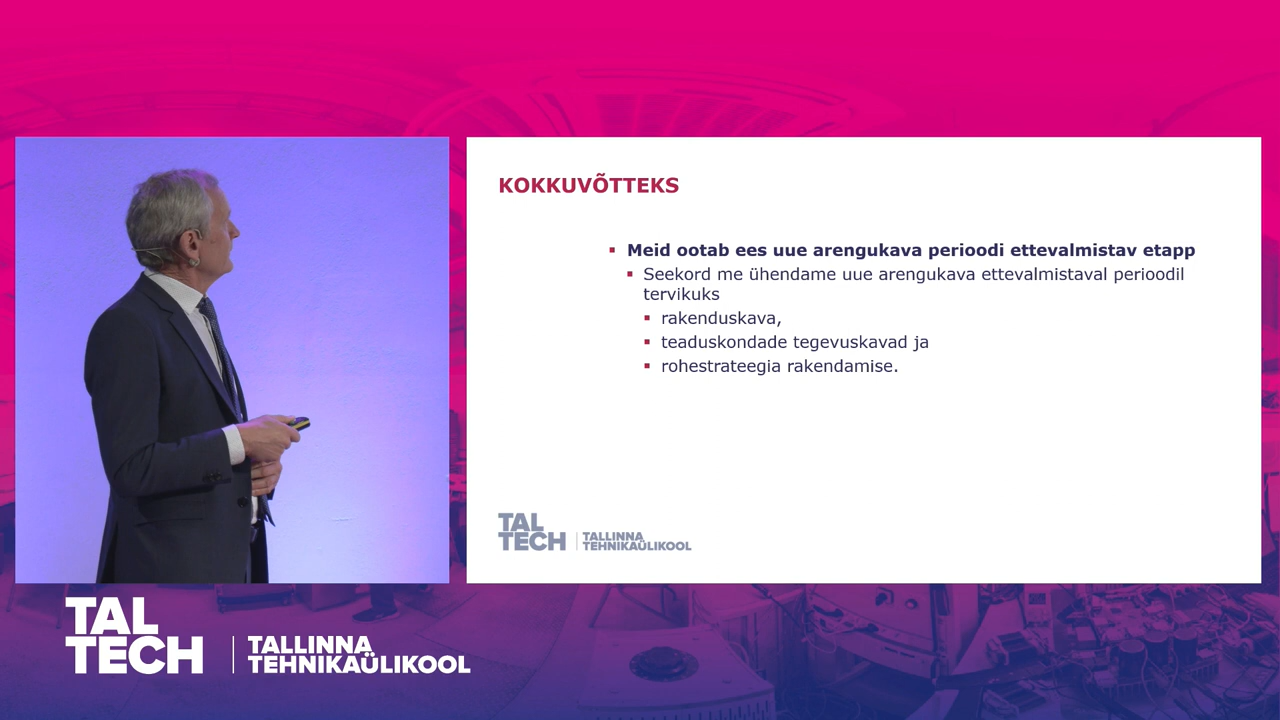 KOKKUVÕTTEKS
▪ Meid ootab ees uue arengukava perioodi ettevalmistav etapp
▪ Seekord me ühendame uue arengukava ettevalmistaval perioodil
tervikuks
▪ rakenduskava,
▪ teaduskondade tegevuskavad ja
▪ rohestrateegia rakendamise.
TAL
TECH
TALLINNA
TEHNIKAÜLIKOOL
TAL
TECH
TALLINNA
TEHNIKAÜLIKOOL